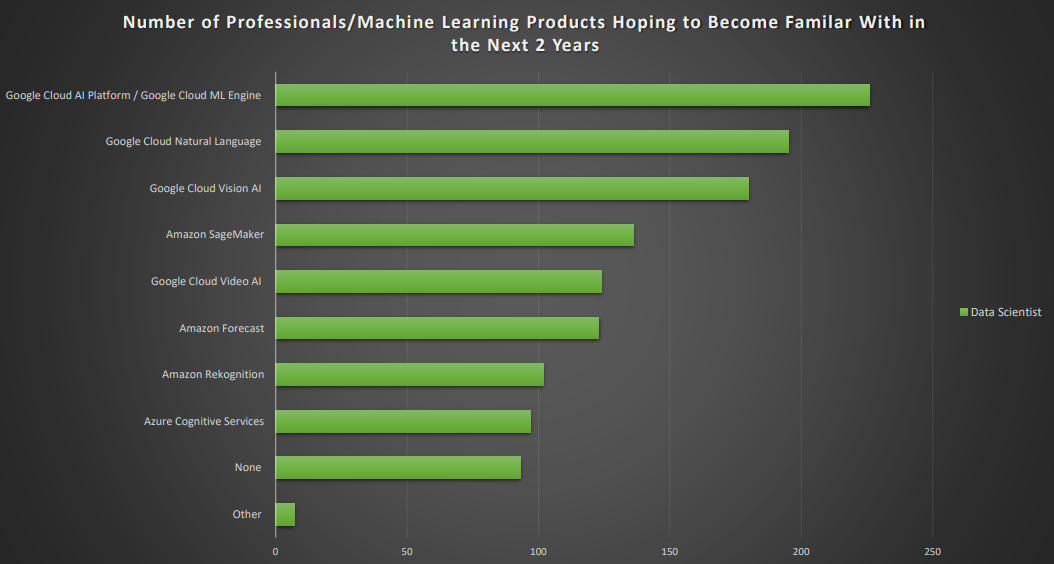 Number of Professionals/Machine Learning Products Hoping to Become Familar With in
the Next 2 Years
Google Cloud AI Platform / Google Cloud ML Engine
Google Cloud Natural Language
Google Cloud Vision AI
Amazon SageMaker
Google Cloud Video AI
Amazon Forecast
Amazon Rekognition
Azure Cognitive Services
None
Other
0 50 100 150 200 250
Data Scientist